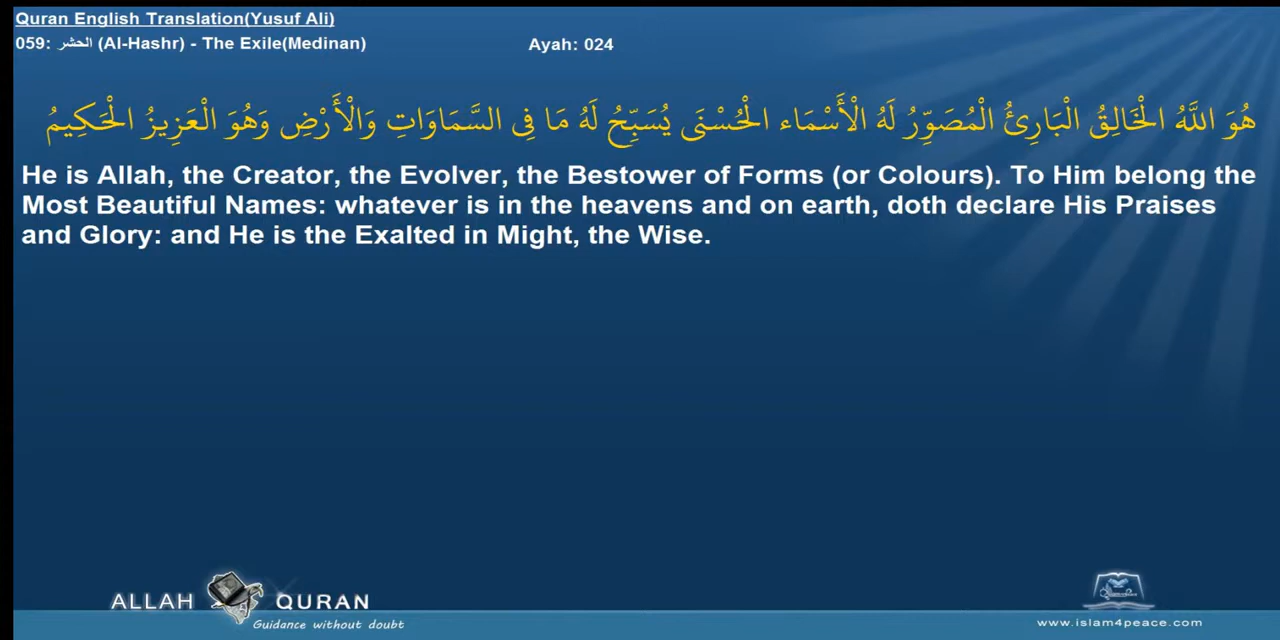 Quran English Translation(Yusuf Ali)
059: الحشر (Al-Hashr) - The Exile(Medinan)
Ayah: 024
هُوَ اللَّهُ الْخَالِقُ الْبَارِئُ الْمُصَوِّرُ لَهُ الْأَسْمَاء الْحُسْنَى يُسَبِّحُ لَهُ مَا فِي السَّمَاوَاتِ وَالْأَرْضِ وَهُوَ الْعَزِيزُ الْحَكِيمُ
He is Allah, the Creator, the Evolver, the Bestower of Forms (or Colours). To Him belong the
Most Beautiful Names: whatever is in the heavens and on earth, doth declare His Praises
and Glory: and He is the Exalted in Might, the Wise.
ALLAH QURAN
Guidance without doubt
www.islam4peace.com